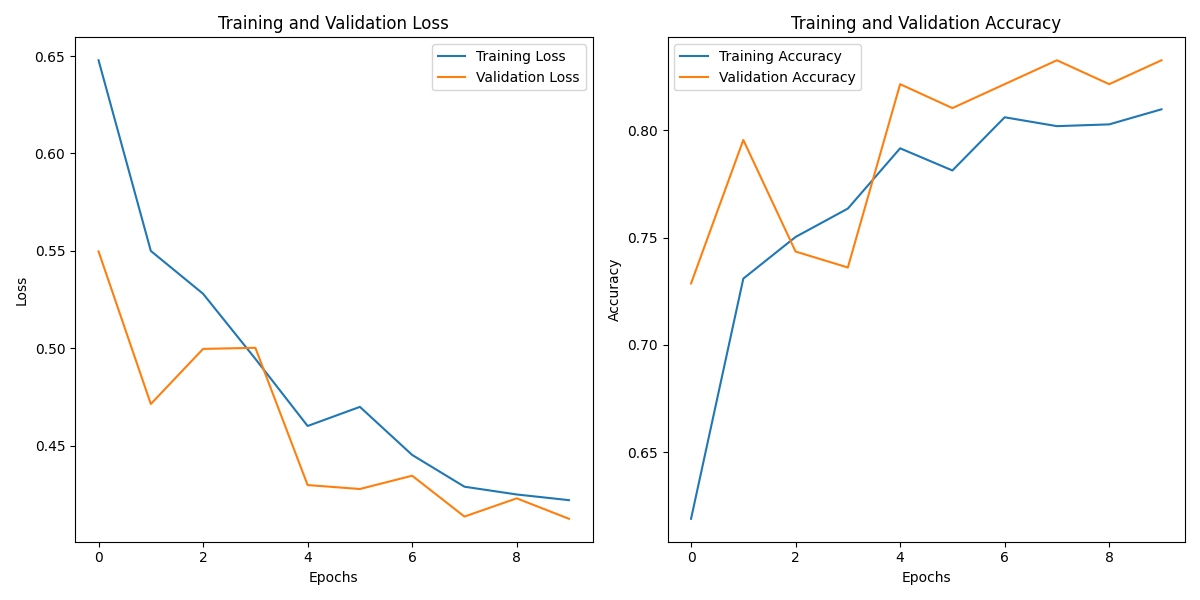 Training and Validation Loss
Training Loss
Validation Loss
0.65
0.60
0.55
0.50
0.45
Loss
0 2 4 6 8
Epochs
Training and Validation Accuracy
Training Accuracy
Validation Accuracy
0.80
0.75
0.70
0.65
Accuracy
0 2 4 6 8
Epochs